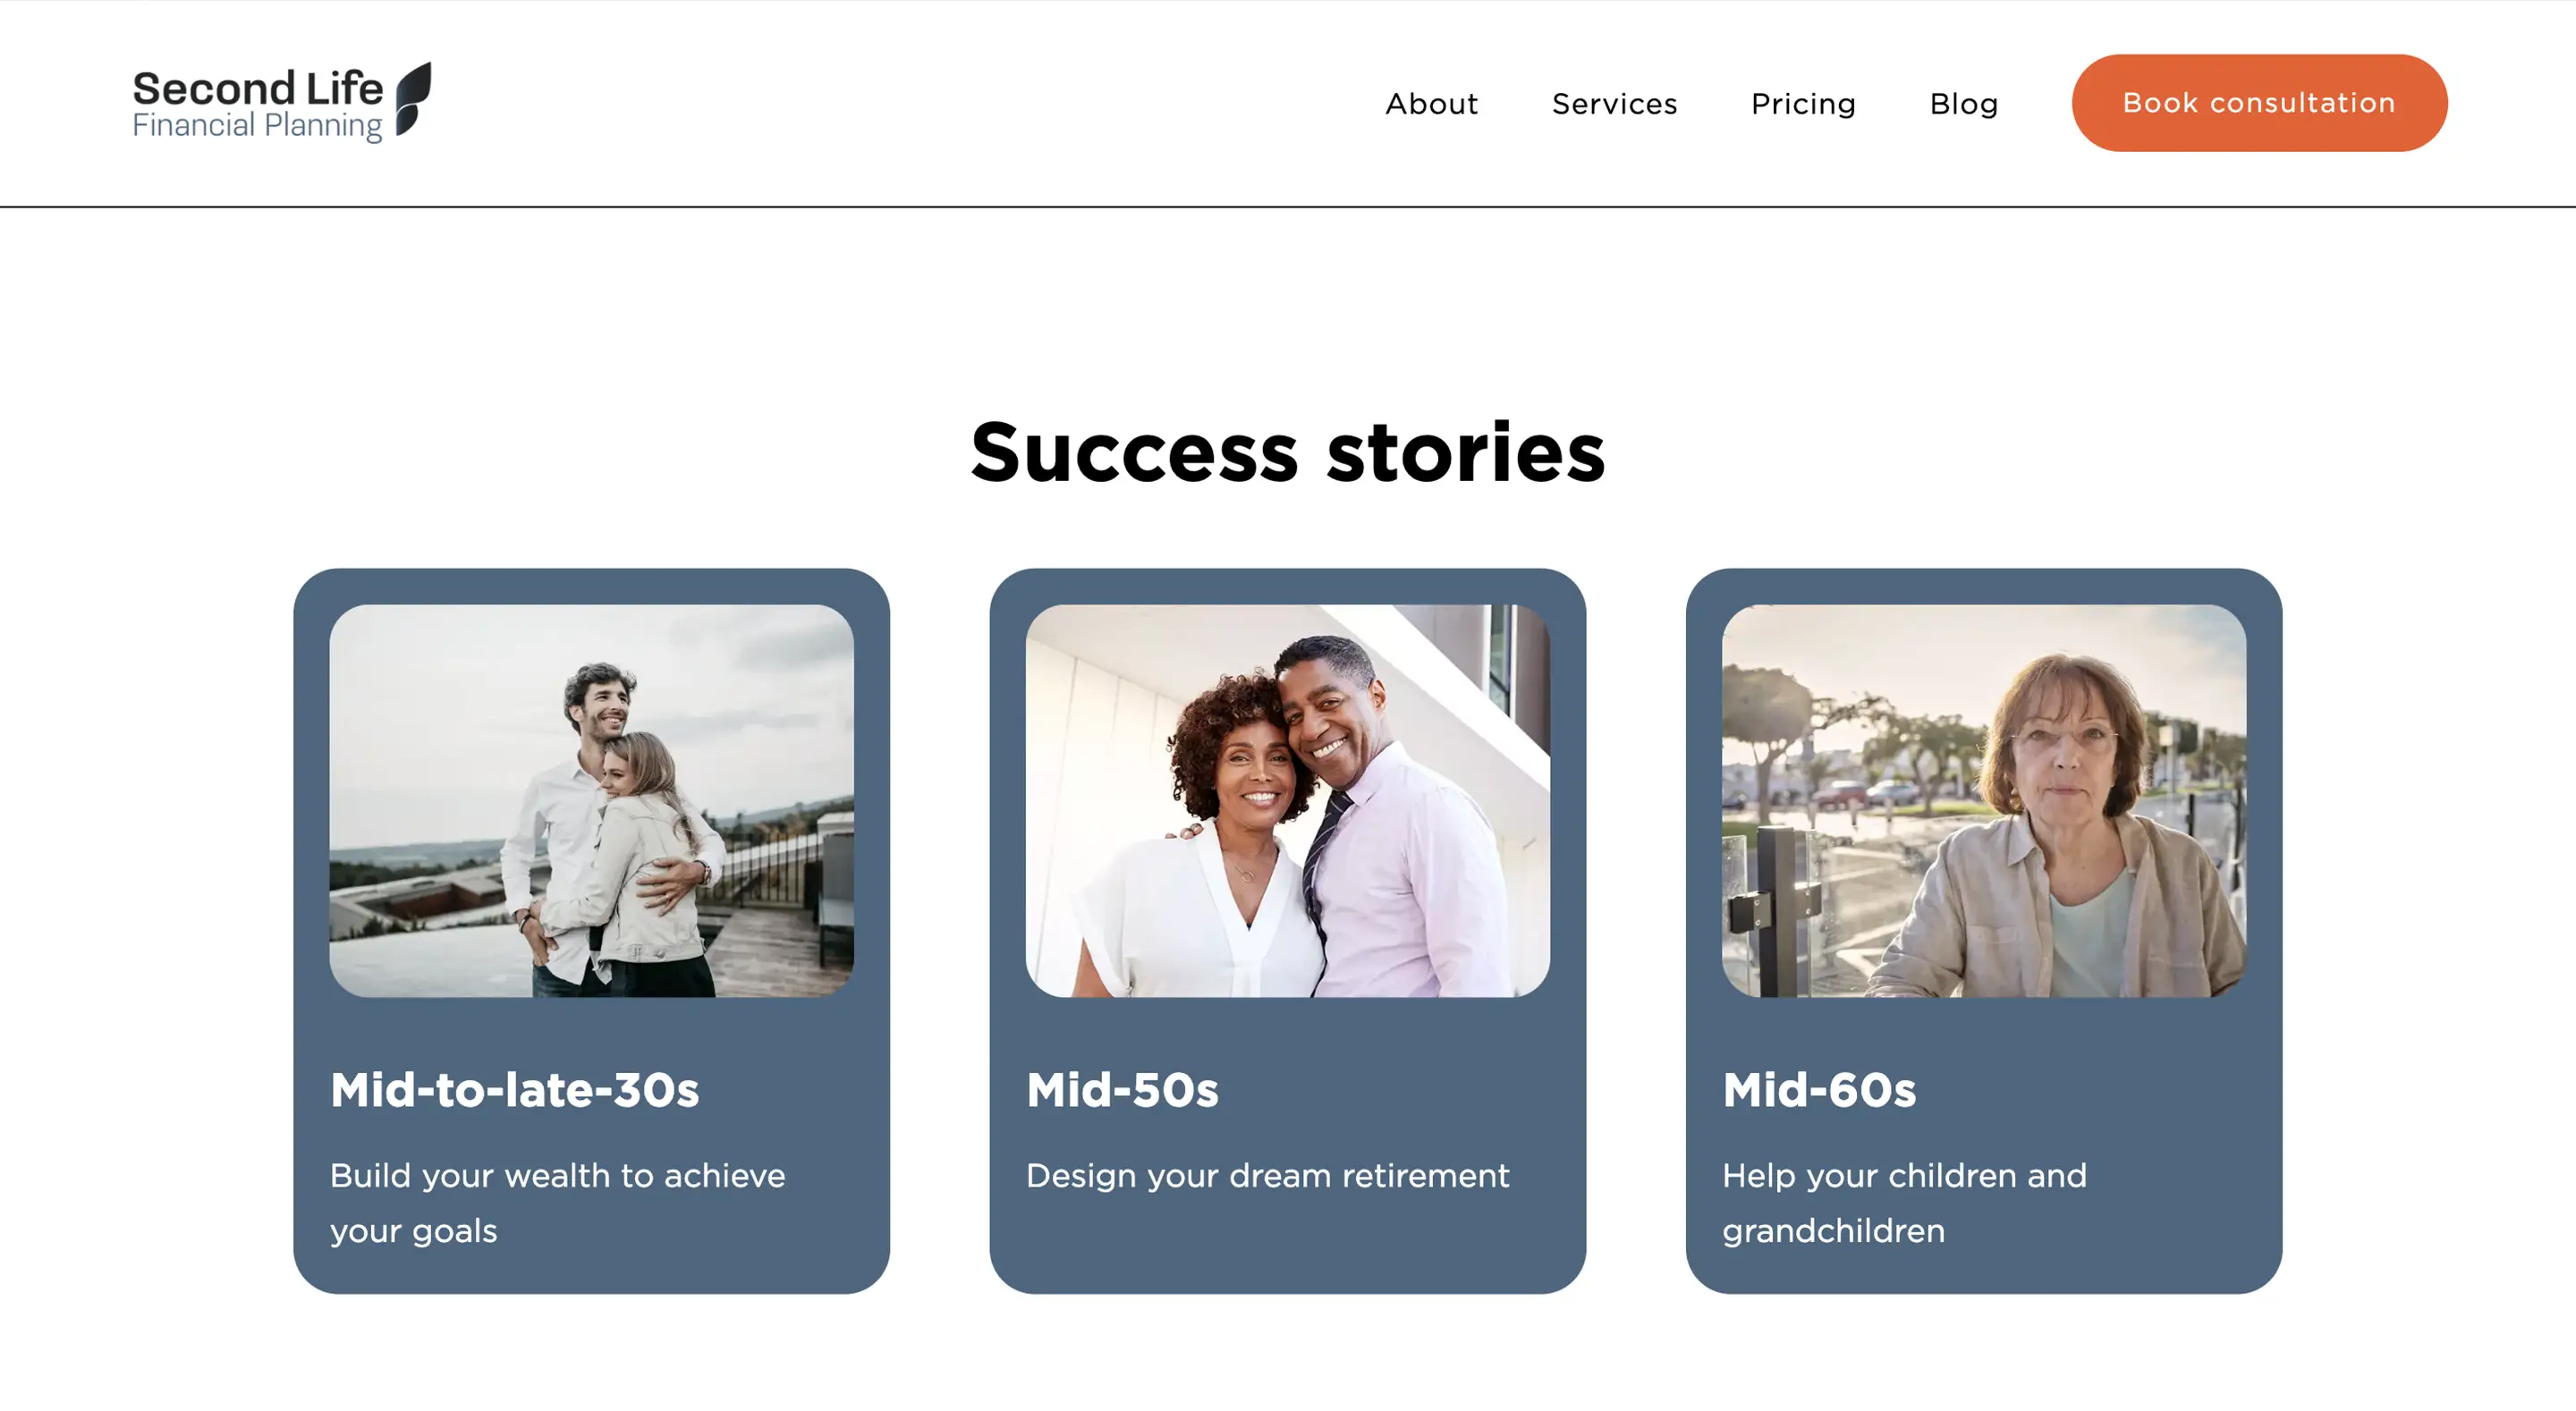 Second Life
Financial Planning
About Services Pricing Blog Book consultation
Success stories
Mid-to-late-30s
Build your wealth to achieve
your goals
Mid-50s
Design your dream retirement
Mid-60s
Help your children and
grandchildren